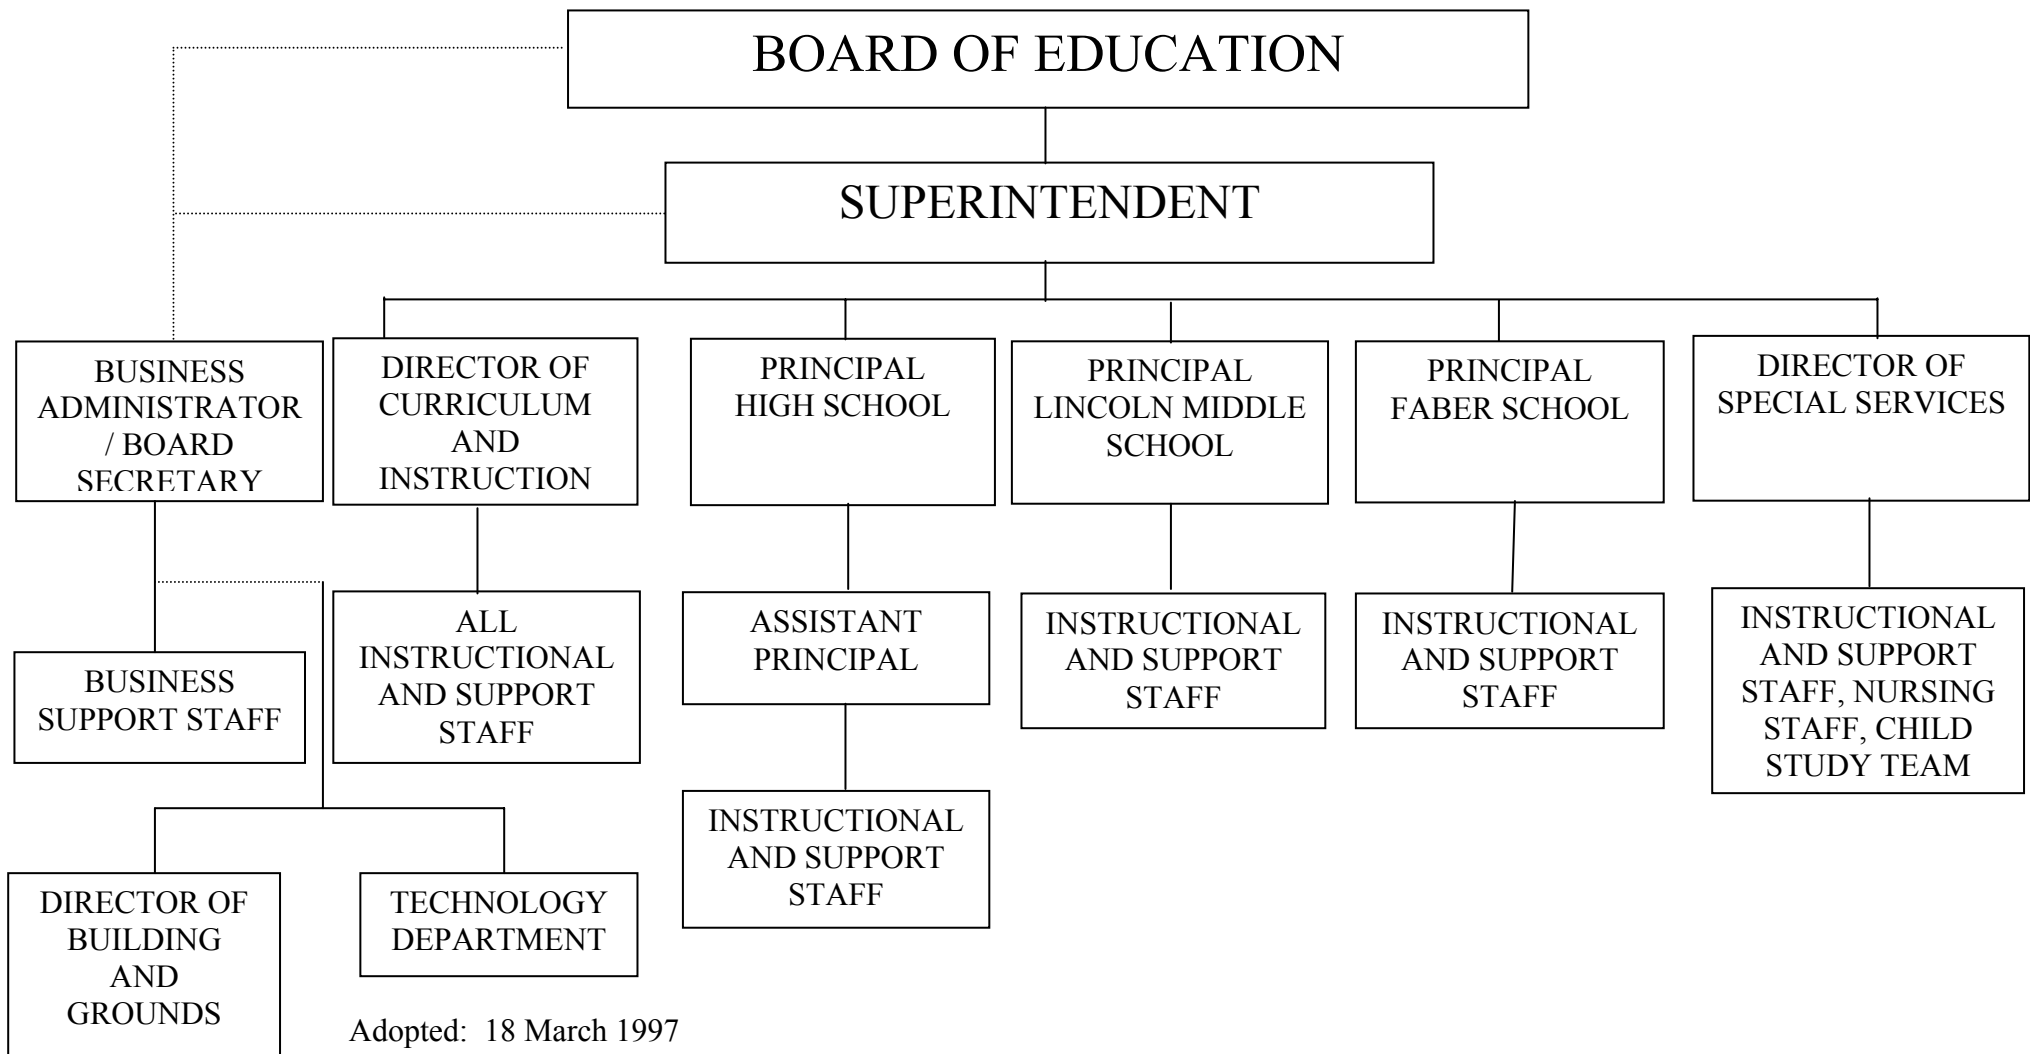 BOARD OF EDUCATION
SUPERINTENDENT
BUSINESS
ADMINISTRATOR
/ BOARD
SECRETARY
DIRECTOR OF
CURRICULUM
AND
INSTRUCTION
PRINCIPAL
HIGH SCHOOL
PRINCIPAL
LINCOLN MIDDLE
SCHOOL
PRINCIPAL
FABER SCHOOL
DIRECTOR OF
SPECIAL SERVICES
BUSINESS
SUPPORT STAFF
ALL
INSTRUCTIONAL
AND SUPPORT
STAFF
ASSISTANT
PRINCIPAL
INSTRUCTIONAL
AND SUPPORT
STAFF
INSTRUCTIONAL
AND SUPPORT
STAFF
INSTRUCTIONAL
AND SUPPORT
STAFF, NURSING
STAFF, CHILD
STUDY TEAM
INSTRUCTIONAL
AND SUPPORT
STAFF
DIRECTOR OF
BUILDING
AND
GROUNDS
TECHNOLOGY
DEPARTMENT
Adopted: 18 March 1997